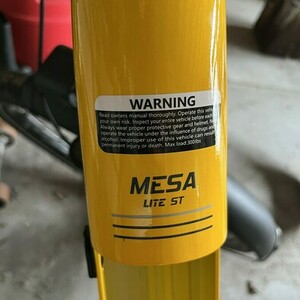 WARNING
Read owners manual thoroughly. Operate this vehicle
your own risk. Inspect your entire vehicle before each
Always wear proper protective gear and helmet.
operate the vehicle under the influence of drugs
alcohol. Improper use of this vehicle can result
permanent injury or death. Max load:300lbs
MESA
LITE ST